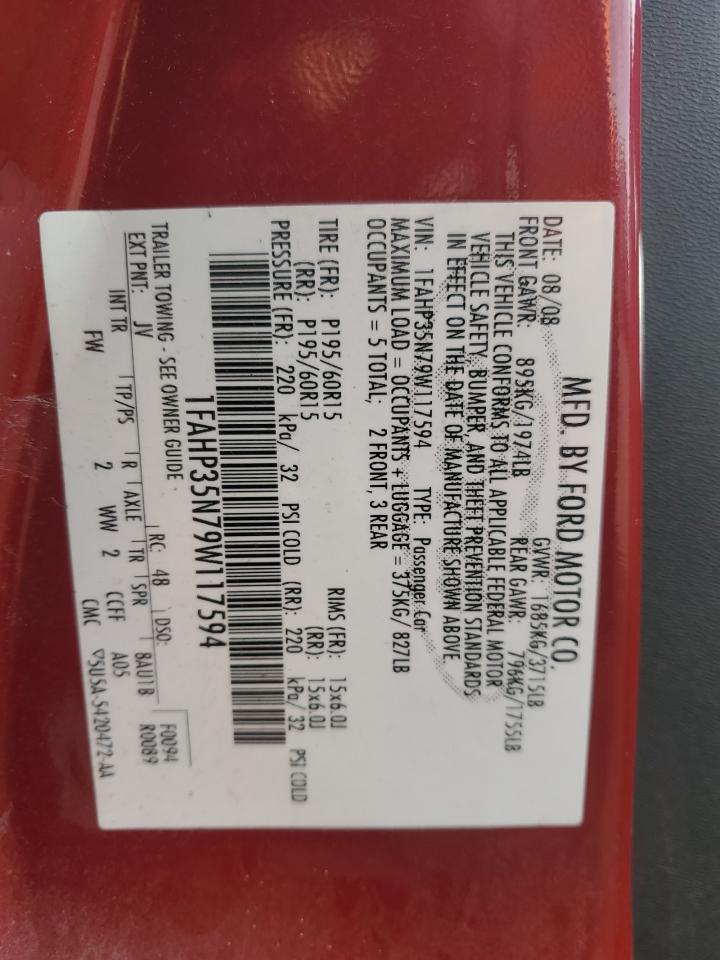 MFD. BY FORD MOTOR CO.
DATE: 08/08 GVWR: 1685KG/3715LB
FRONT GAWR: 895KG/1974LB REAR GAWR: 796KG/1755LB
THIS VEHICLE CONFORMS TO ALL APPLICABLE FEDERAL MOTOR
VEHICLE SAFETY, BUMPER, AND THEFT PREVENTION STANDARDS
IN EFFECT ON THE DATE OF MANUFACTURE SHOWN ABOVE.
VIN: 1FAHP35N79W117594 TYPE: Passenger Car
MAXIMUM LOAD = OCCUPANTS + LUGGAGE = 375KG/ 827LB
OCCUPANTS = 5 TOTAL; 2 FRONT, 3 REAR
TIRE (FR): P195/60R15 RIMS (FR): 15x6.0J
(RR): P195/60R15 (RR): 15x6.0J
PRESSURE (FR): 220 kPa/ 32 PSI COLD (RR): 220 kPa/ 32 PSI COLD
1FAHP35N79W117594
TRAILER TOWING - SEE OWNER GUIDE
EXT PNT: JV RC: 48 DSO: F0094
R0089
INT TR TP/PS R AXLE TR SPR 8AU1B
FW 2 WW 2 CCFF A05
CMC ▽5U5A-5420472-AA